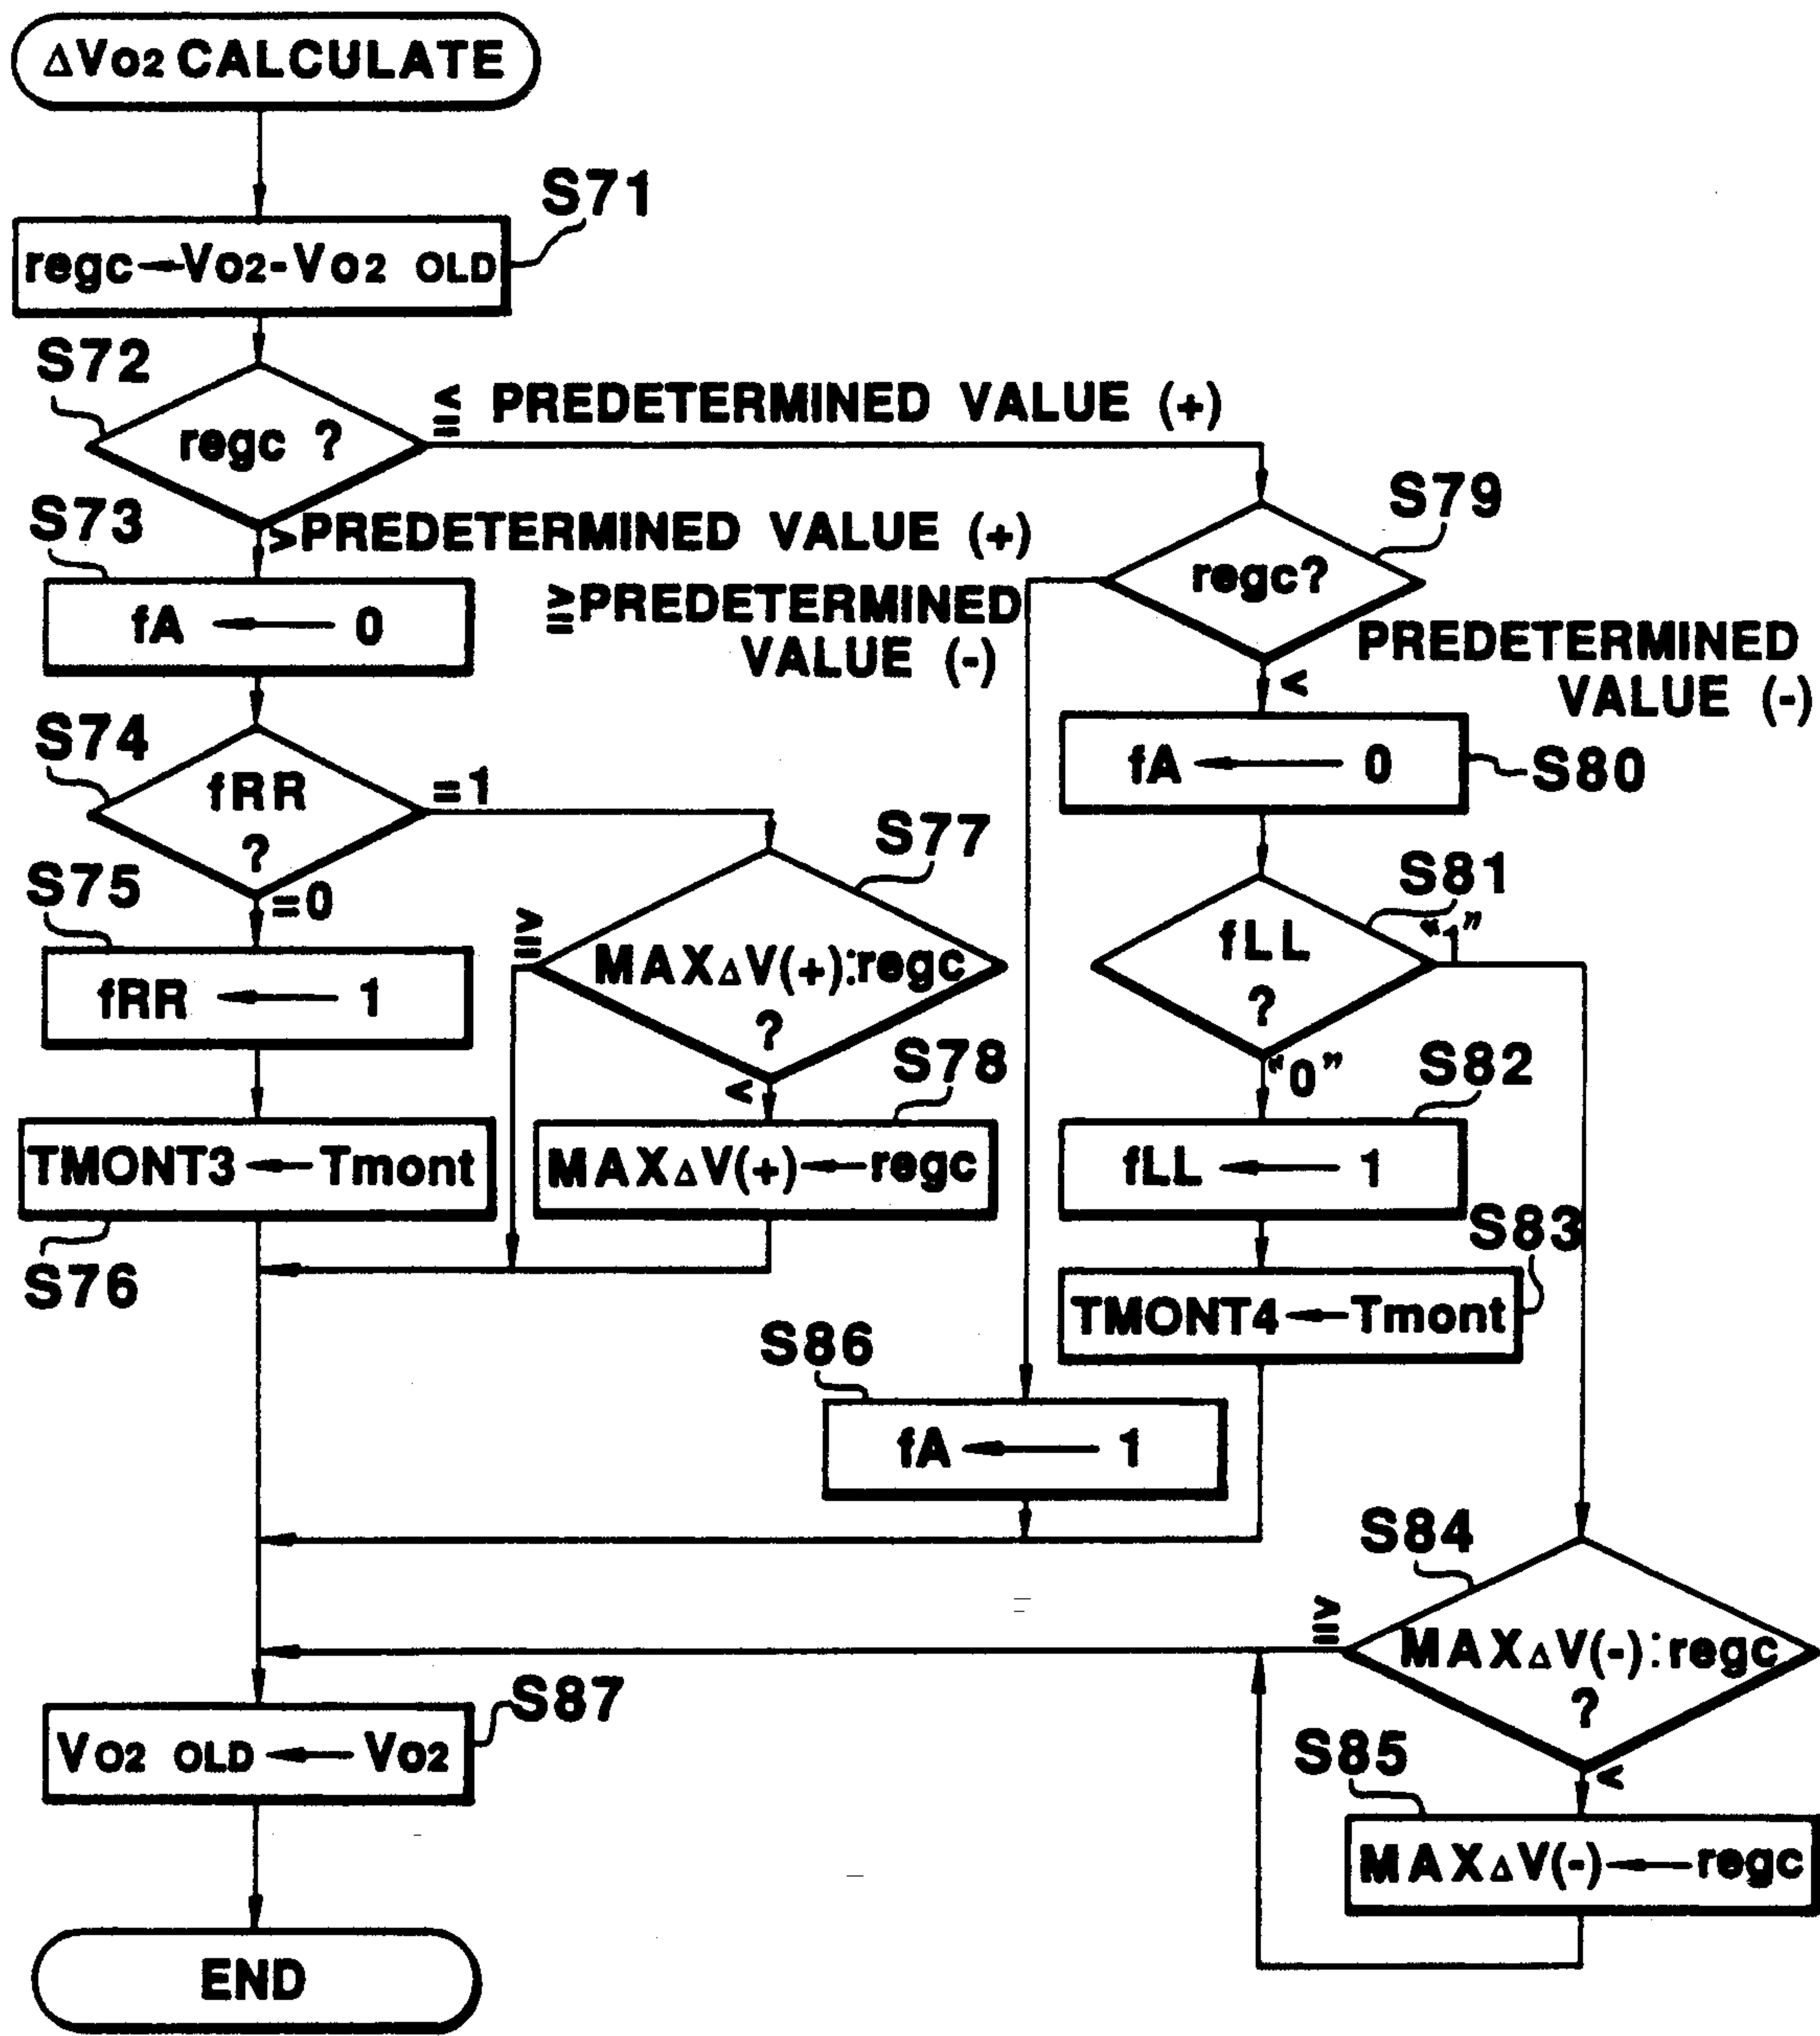 ΔVO2 CALCULATE
S71
regc←VO2-VO2 OLD
S72
regc ?
≦ PREDETERMINED VALUE (+)
>PREDETERMINED VALUE (+)
S73
fA ← 0
S79
regc?
≧PREDETERMINED
VALUE (-)
<
PREDETERMINED
VALUE (-)
S74
fRR
?
=1
=0
S80
fA ← 0
S75
fRR ← 1
S77
MAXΔV(+):regc
?
≧
<
S81
fLL
?
"1"
"0"
S76
TMONT3←Tmont
S78
MAXΔV(+)←regc
S82
fLL ← 1
S83
TMONT4←Tmont
S86
fA ← 1
S84
MAXΔV(-):regc
?
≧
<
S85
MAXΔV(-)←regc
S87
VO2 OLD ← VO2
END